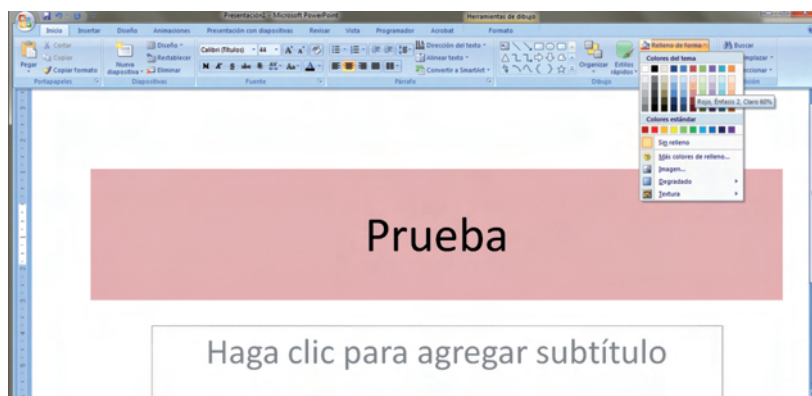 Presentación1 - Microsoft PowerPoint
Herramientas de dibujo
Inicio Insertar Diseño Animaciones Presentación con diapositivas Revisar Vista Programador Acrobat Formato
Pegar
Cortar
Copiar
Copiar formato
Portapapeles
Nueva
diapositiva
Diseño
Restablecer
Eliminar
Diapositivas
Calibri (Títulos) 44
N K S abc S AV Aa A
Fuente
Dirección del texto
Alinear texto
Convertir a SmartArt
Párrafo
Organizar
Estilos
rápidos
Dibujo
Relleno de forma
Buscar
Colores del tema
Rojo, Énfasis 2, Claro 60%
Colores estándar
Sin relleno
Más colores de relleno...
Imagen...
Degradado
Textura
Prueba
Haga clic para agregar subtítulo